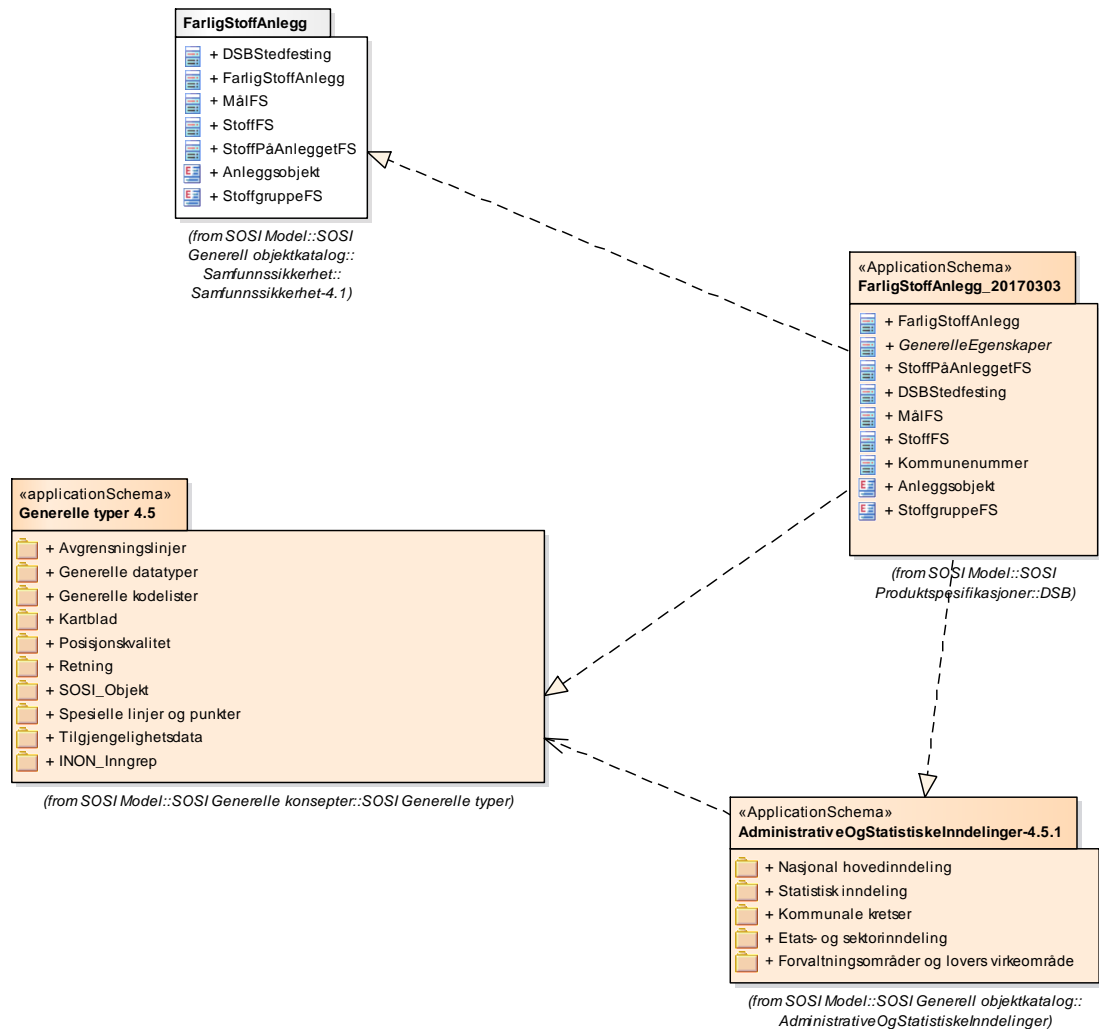 FarligStoffAnlegg
+ DSBStedfesting
+ FarligStoffAnlegg
+ MålFS
+ StoffFS
+ StoffPåAnleggetFS
+ Anleggsobjekt
+ StoffgruppeFS
(from SOSI Model::SOSI
Generell objektkatalog::
Samfunnssikkerhet::
Samfunnssikkerhet-4.1)
«ApplicationSchema»
FarligStoffAnlegg_20170303
+ FarligStoffAnlegg
+ GenerelleEgenskaper
+ StoffPåAnleggetFS
+ DSBStedfesting
+ MålFS
+ StoffFS
+ Kommunenummer
+ Anleggsobjekt
+ StoffgruppeFS
(from SOSI Model::SOSI
Produktspesifikasjoner::DSB)
«applicationSchema»
Generelle typer 4.5
+ Avgrensningslinjer
+ Generelle datatyper
+ Generelle kodelister
+ Kartblad
+ Posisjonskvalitet
+ Retning
+ SOSI_Objekt
+ Spesielle linjer og punkter
+ Tilgjengelighetsdata
+ INON_Inngrep
(from SOSI Model::SOSI Generelle konsepter::SOSI Generelle typer)
«ApplicationSchema»
AdministrativeOgStatistiskeInndelinger-4.5.1
+ Nasjonal hovedinndeling
+ Statistisk inndeling
+ Kommunale kretser
+ Etats- og sektorinndeling
+ Forvaltningsområder og lovers virkeområde
(from SOSI Model::SOSI Generell objektkatalog::
AdministrativeOgStatistiskeInndelinger)